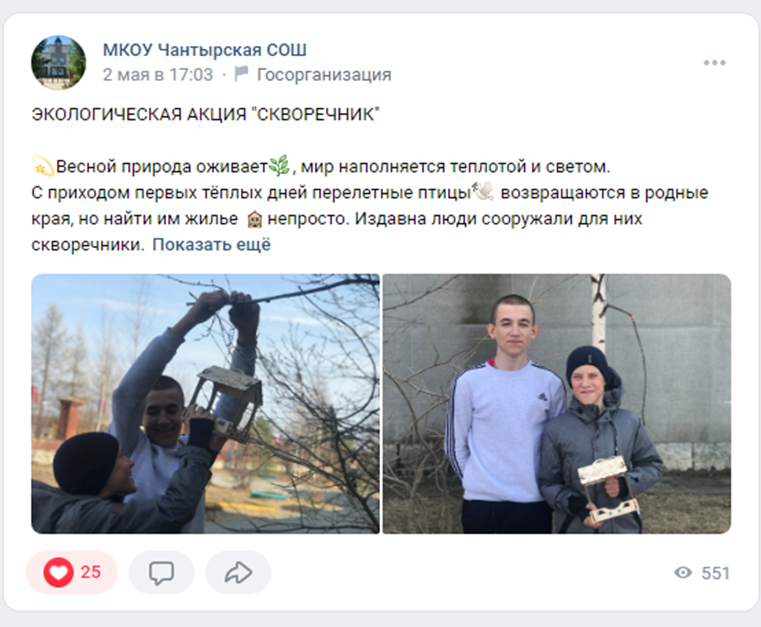 МКОУ Чантырская СОШ
2 мая в 17:03 · Госорганизация
ЭКОЛОГИЧЕСКАЯ АКЦИЯ "СКВОРЕЧНИК"
💫Весной природа оживает🌿, мир наполняется теплотой и светом.
С приходом первых тёплых дней перелетные птицы🕊 возвращаются в родные
края, но найти им жилье 🏠 непросто. Издавна люди сооружали для них
скворечники. Показать ещё
25
551